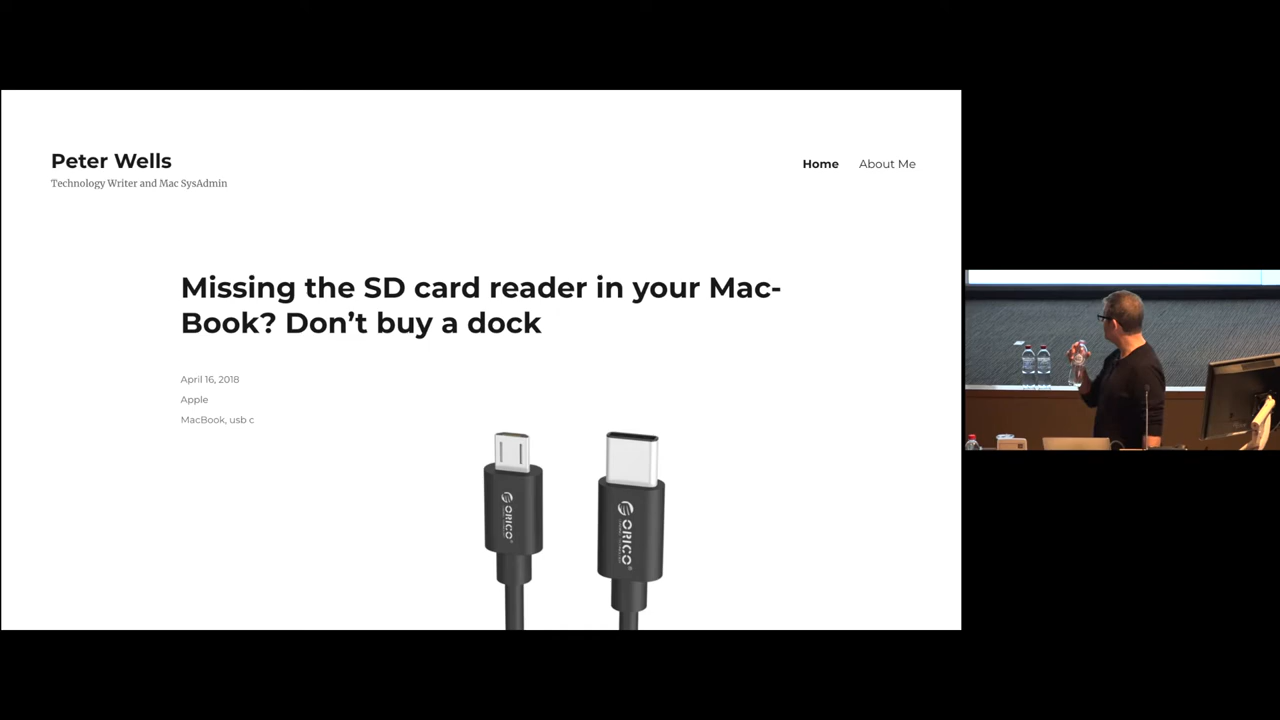 Peter Wells
Technology Writer and Mac SysAdmin
Home About Me
Missing the SD card reader in your Mac-
Book? Don’t buy a dock
April 16, 2018
Apple
MacBook, usb c
ORICO
ORICO